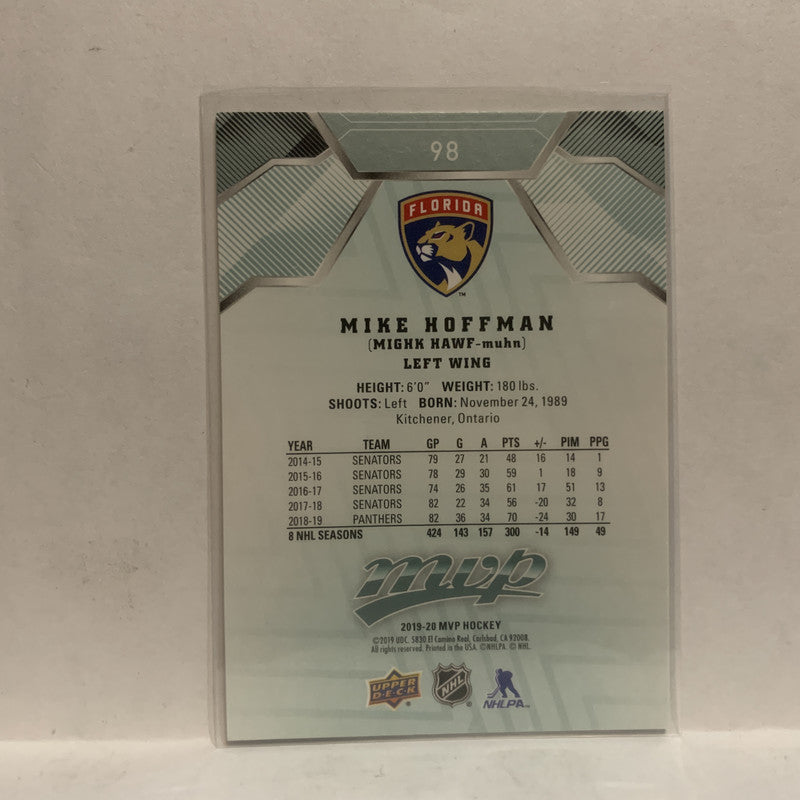 98
FLORIDA
TM
MIKE HOFFMAN
(MIGHK HAWF-muhn)
LEFT WING
HEIGHT: 6'0" WEIGHT: 180 lbs.
SHOOTS: Left BORN: November 24, 1989
Kitchener, Ontario
YEAR TEAM GP G A PTS +/- PIM PPG
2014-15 SENATORS 79 27 21 48 16 14 1
2015-16 SENATORS 78 29 30 59 1 18 9
2016-17 SENATORS 74 26 35 61 17 51 13
2017-18 SENATORS 82 22 34 56 -20 32 8
2018-19 PANTHERS 82 36 34 70 -24 30 17
8 NHL SEASONS 424 143 157 300 -14 149 49
mvp
2019-20 MVP HOCKEY
©2019 UDC. 5830 El Camino Real, Carlsbad, CA 92008.
All rights reserved. Printed in the USA. ©NHLPA. © NHL.
UPPER DECK NHL NHLPA